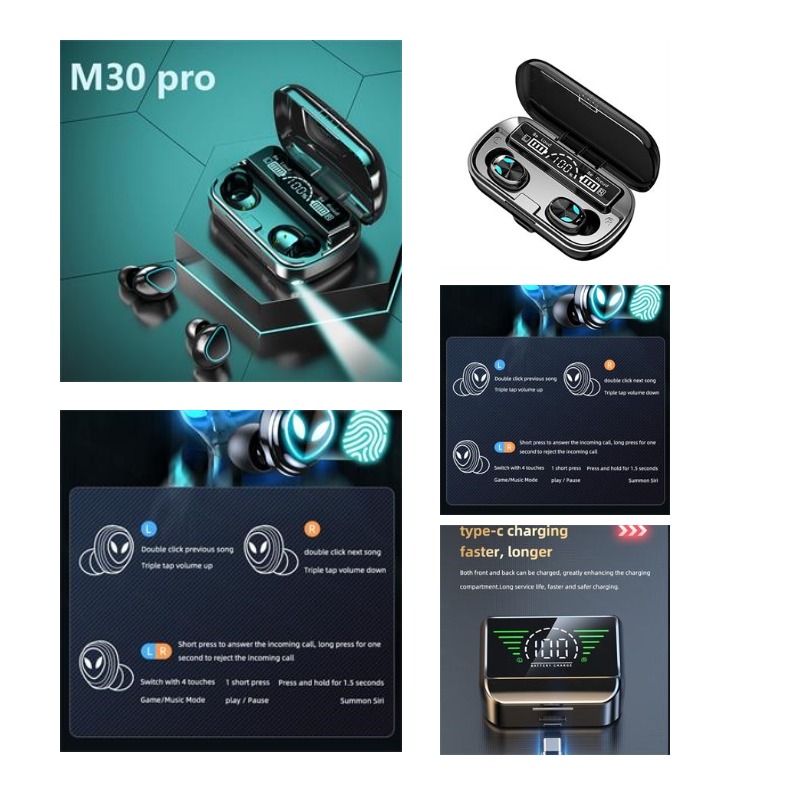 M30 pro
100
100
L
R
Double click previous song
double click next song
Triple tap volume up
Triple tap volume down
L R
Short press to answer the incoming call, long press for one
second to reject the incoming call
Switch with 4 touches
1 short press
Press and hold for 1.5 seconds
Game/Music Mode
play / Pause
Summon Siri
L
R
Double click previous song
double click next song
Triple tap volume up
Triple tap volume down
L R
Short press to answer the incoming call, long press for one
second to reject the incoming call
Switch with 4 touches
1 short press
Press and hold for 1.5 seconds
Game/Music Mode
play / Pause
Summon Siri
type-c charging
faster, longer
Both front and back can be charged, greatly enhancing the charging
compartment.Long service life, faster and safer charging.
100
BATTERY CHARGE